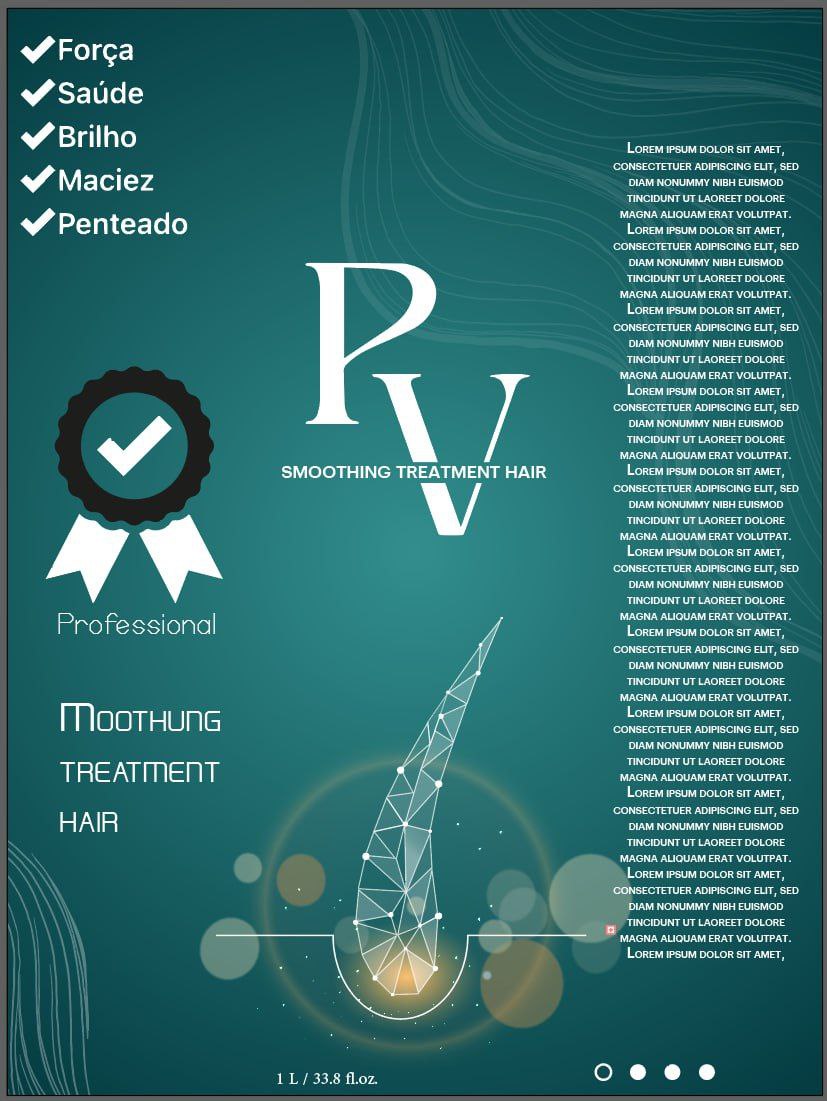 Força
Saúde
Brilho
Maciez
Penteado
PV
SMOOTHING TREATMENT HAIR
Professional
MOOTHUNG
TREATMENT
HAIR
LOREM IPSUM DOLOR SIT AMET,
CONSECTETUER ADIPISCING ELIT, SED
DIAM NONUMMY NIBH EUISMOD
TINCIDUNT UT LAOREET DOLORE
MAGNA ALIQUAM ERAT VOLUTPAT.
LOREM IPSUM DOLOR SIT AMET,
CONSECTETUER ADIPISCING ELIT, SED
DIAM NONUMMY NIBH EUISMOD
TINCIDUNT UT LAOREET DOLORE
MAGNA ALIQUAM ERAT VOLUTPAT.
LOREM IPSUM DOLOR SIT AMET,
CONSECTETUER ADIPISCING ELIT, SED
DIAM NONUMMY NIBH EUISMOD
TINCIDUNT UT LAOREET DOLORE
MAGNA ALIQUAM ERAT VOLUTPAT.
LOREM IPSUM DOLOR SIT AMET,
CONSECTETUER ADIPISCING ELIT, SED
DIAM NONUMMY NIBH EUISMOD
TINCIDUNT UT LAOREET DOLORE
MAGNA ALIQUAM ERAT VOLUTPAT.
LOREM IPSUM DOLOR SIT AMET,
CONSECTETUER ADIPISCING ELIT, SED
DIAM NONUMMY NIBH EUISMOD
TINCIDUNT UT LAOREET DOLORE
MAGNA ALIQUAM ERAT VOLUTPAT.
LOREM IPSUM DOLOR SIT AMET,
CONSECTETUER ADIPISCING ELIT, SED
DIAM NONUMMY NIBH EUISMOD
TINCIDUNT UT LAOREET DOLORE
MAGNA ALIQUAM ERAT VOLUTPAT.
LOREM IPSUM DOLOR SIT AMET,
CONSECTETUER ADIPISCING ELIT, SED
DIAM NONUMMY NIBH EUISMOD
TINCIDUNT UT LAOREET DOLORE
MAGNA ALIQUAM ERAT VOLUTPAT.
LOREM IPSUM DOLOR SIT AMET,
CONSECTETUER ADIPISCING ELIT, SED
DIAM NONUMMY NIBH EUISMOD
TINCIDUNT UT LAOREET DOLORE
MAGNA ALIQUAM ERAT VOLUTPAT.
LOREM IPSUM DOLOR SIT AMET,
CONSECTETUER ADIPISCING ELIT, SED
DIAM NONUMMY NIBH EUISMOD
TINCIDUNT UT LAOREET DOLORE
MAGNA ALIQUAM ERAT VOLUTPAT.
LOREM IPSUM DOLOR SIT AMET,
CONSECTETUER ADIPISCING ELIT, SED
DIAM NONUMMY NIBH EUISMOD
TINCIDUNT UT LAOREET DOLORE
MAGNA ALIQUAM ERAT VOLUTPAT.
LOREM IPSUM DOLOR SIT AMET,
1 L / 33.8 fl.oz.